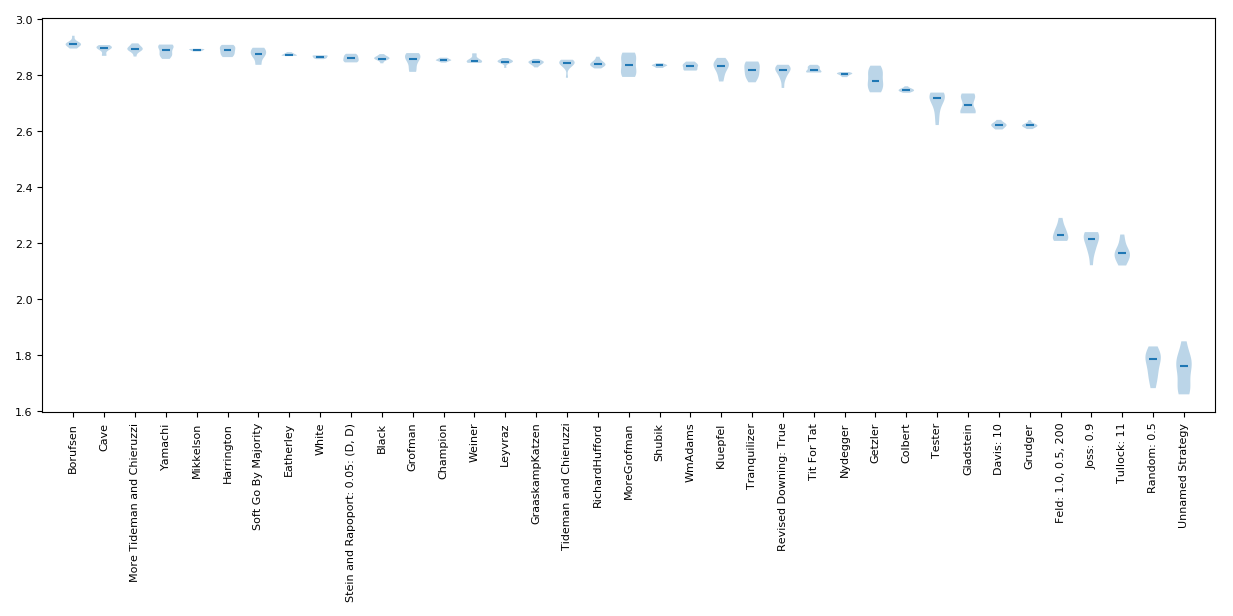 3.0
2.8
2.6
2.4
2.2
2.0
1.8
1.6
Borufsen
Cave
More Tideman and Chieruzzi
Yamachi
Mikkelson
Harrington
Soft Go By Majority
Eatherley
White
Stein and Rapoport: 0.05: (D, D)
Black
Grofman
Champion
Weiner
Leyvraz
GraaskampKatzen
Tideman and Chieruzzi
RichardHufford
MoreGrofman
Shubik
WmAdams
Kluepfel
Tranquilizer
Revised Downing: True
Tit For Tat
Nydegger
Getzler
Colbert
Tester
Gladstein
Davis: 10
Grudger
Feld: 1.0, 0.5, 200
Joss: 0.9
Tullock: 11
Random: 0.5
Unnamed Strategy